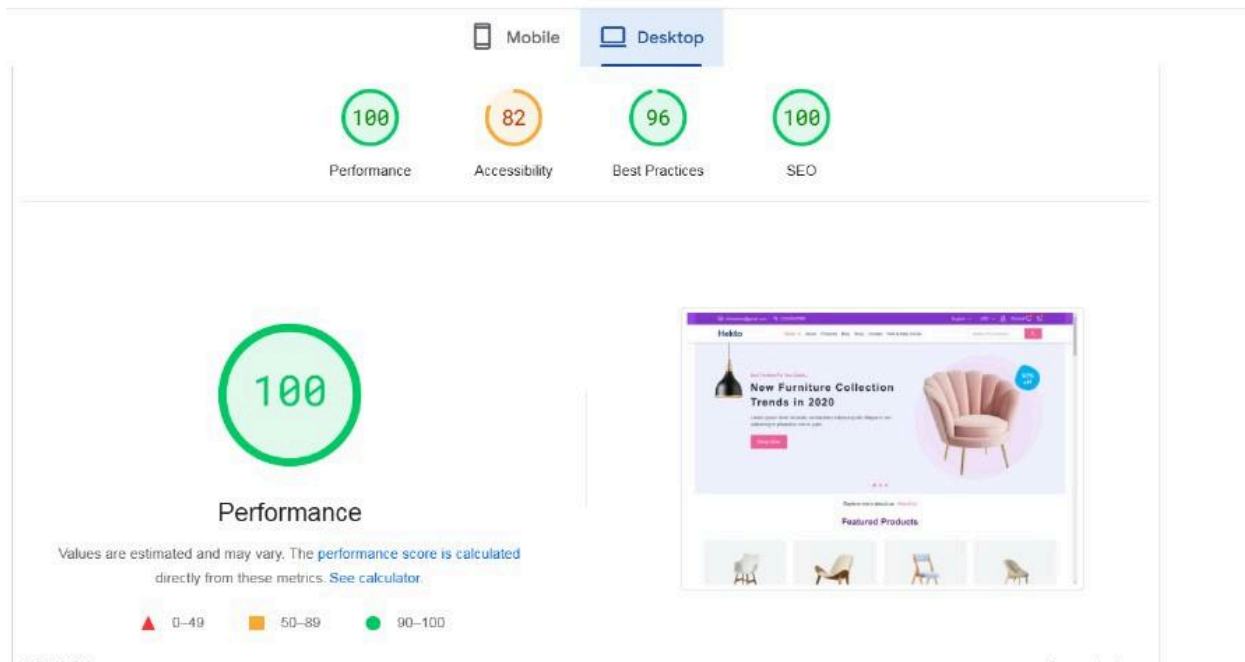 Mobile
Desktop
100
82
96
100
Performance
Accessibility
Best Practices
SEO
100
Performance
Values are estimated and may vary. The performance score is calculated
directly from these metrics. See calculator.
0–49
50–89
90–100
Hekto
New Furniture Collection
Trends in 2020
Shop Now
Featured Products